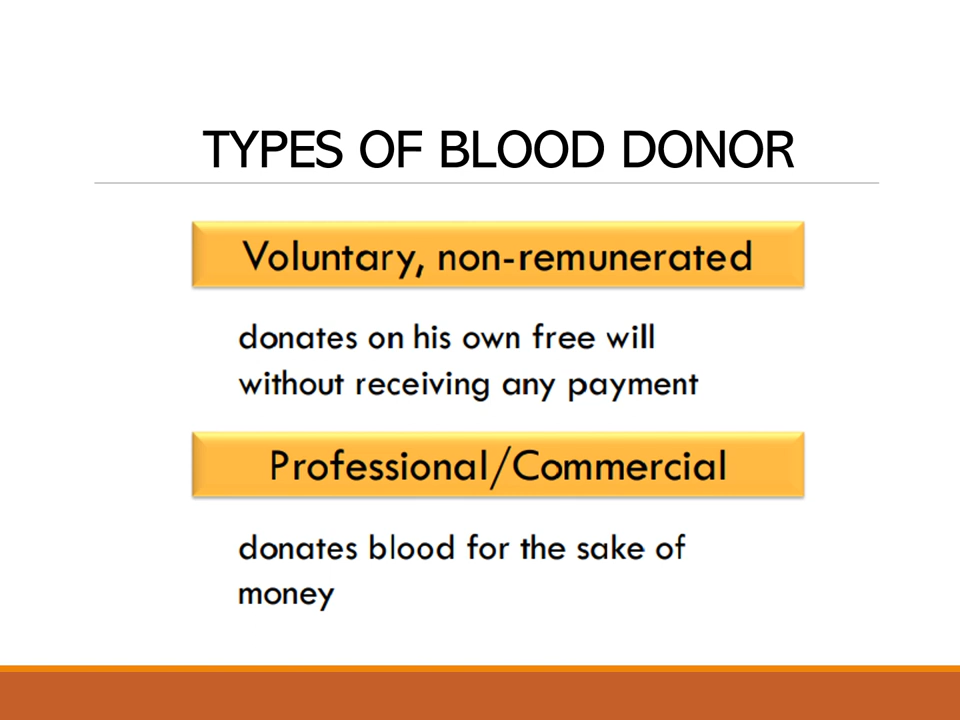 TYPES OF BLOOD DONOR
Voluntary, non-remunerated
donates on his own free will
without receiving any payment
Professional/Commercial
donates blood for the sake of
money